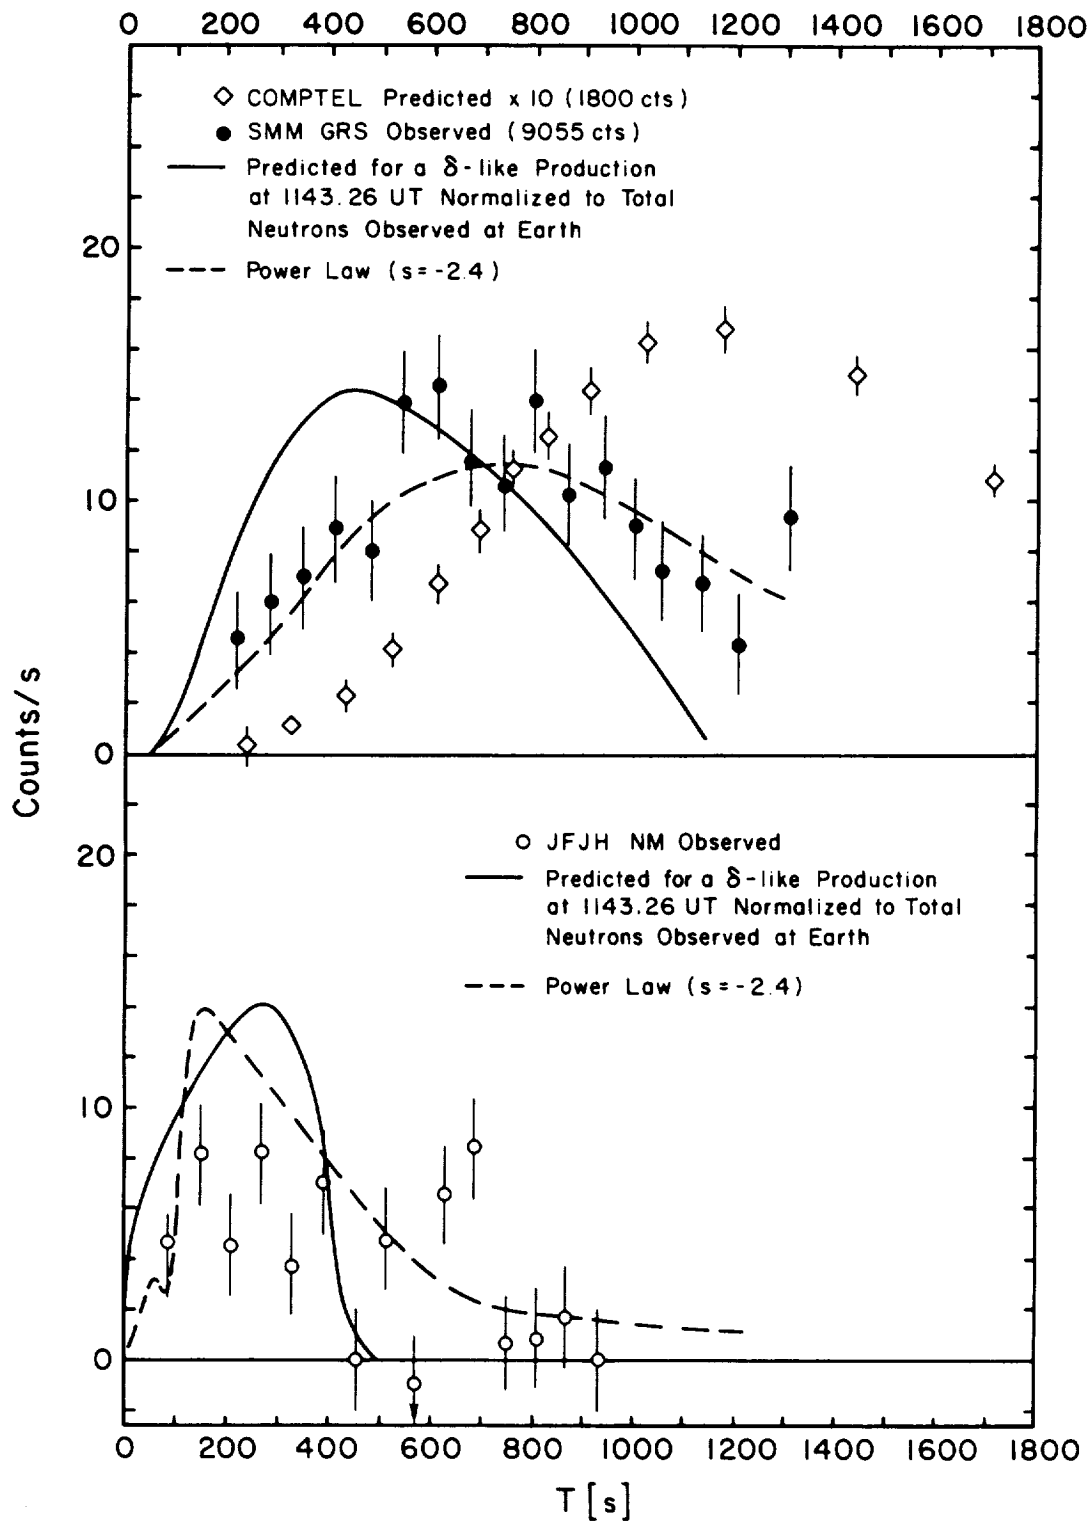 0 200 400 600 800 1000 1200 1400 1600 1800
◇ COMPTEL Predicted x 10 (1800 cts)
● SMM GRS Observed (9055 cts)
Predicted for a δ-like Production
at 1143.26 UT Normalized to Total
Neutrons Observed at Earth
Power Law (s=-2.4)
20
10
0
Counts/s
○ JFJH NM Observed
20
Predicted for a δ-like Production
at 1143.26 UT Normalized to Total
Neutrons Observed at Earth
Power Law (s=-2.4)
10
0
0 200 400 600 800 1000 1200 1400 1600 1800
T [s]